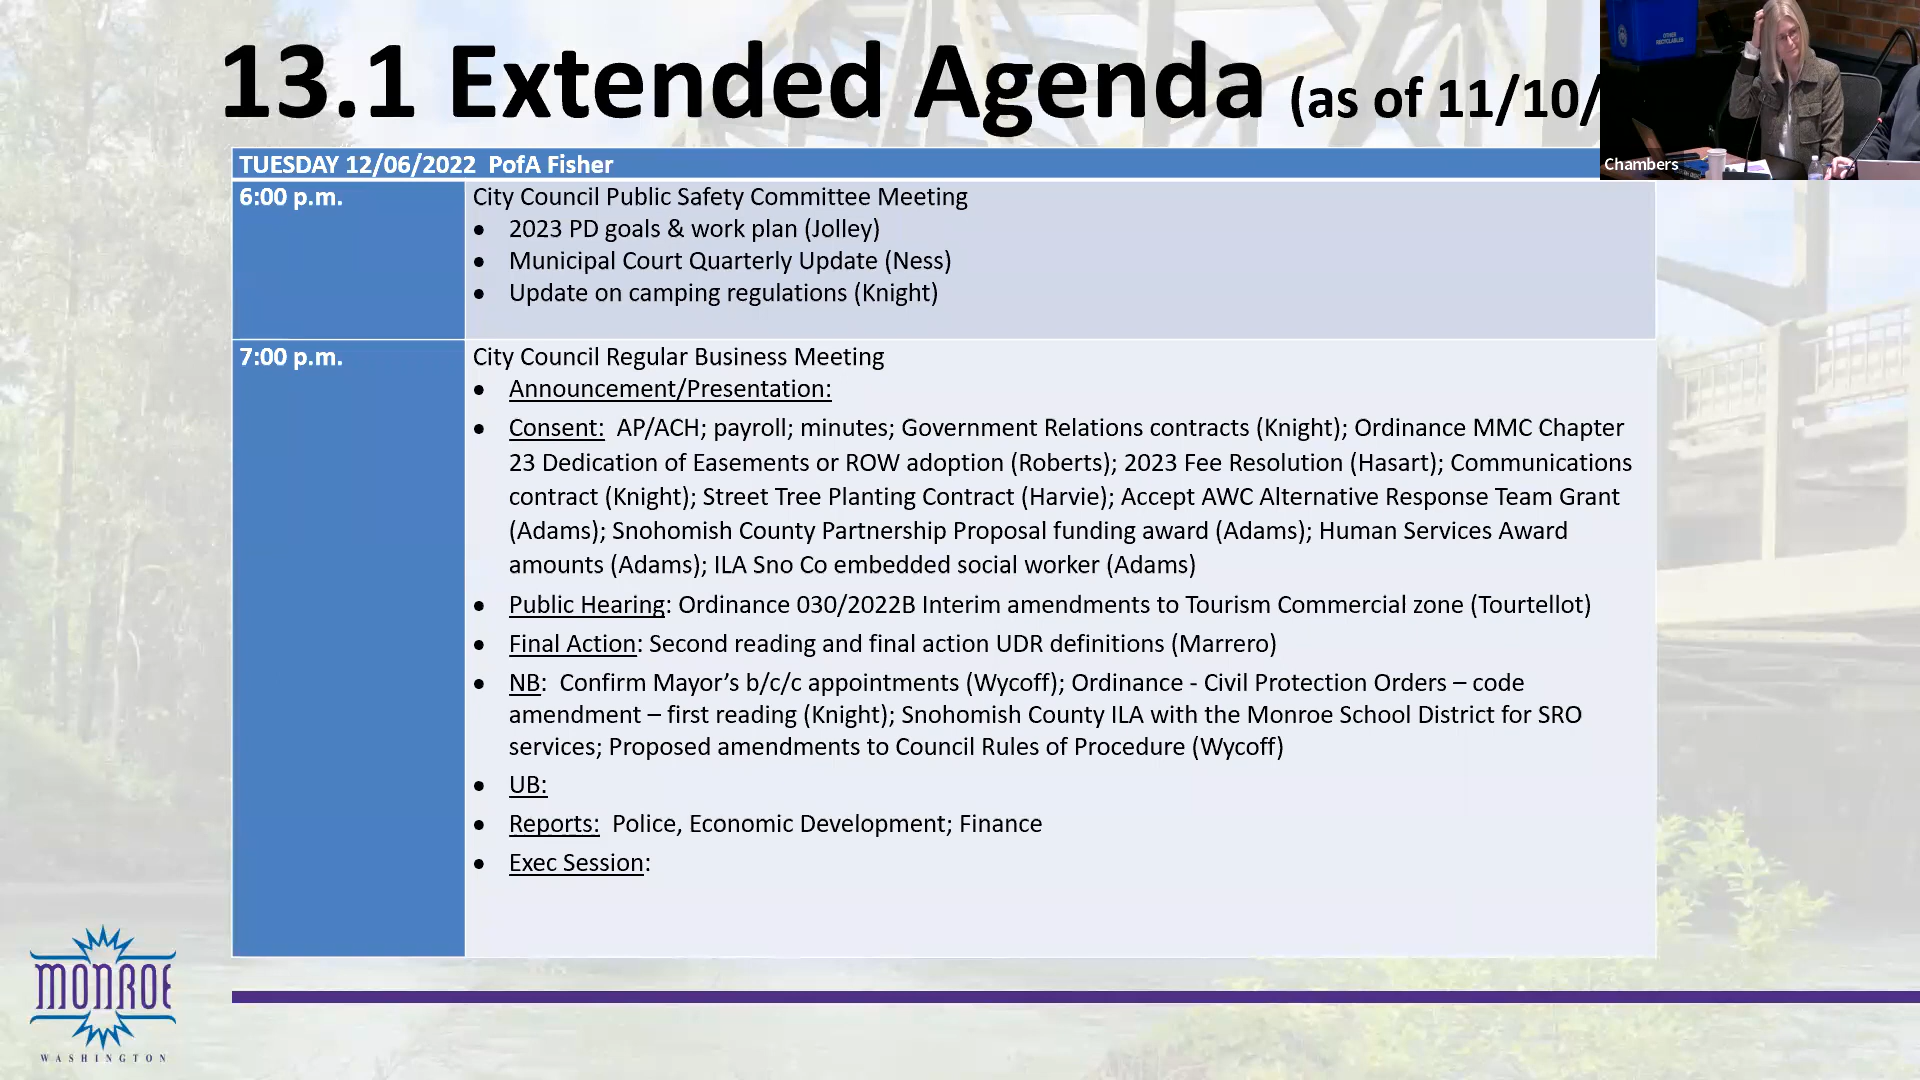 13.1 Extended Agenda (as of 11/10/
Chambers
TUESDAY 12/06/2022 PofA Fisher
6:00 p.m.
City Council Public Safety Committee Meeting
• 2023 PD goals & work plan (Jolley)
• Municipal Court Quarterly Update (Ness)
• Update on camping regulations (Knight)
7:00 p.m.
City Council Regular Business Meeting
• Announcement/Presentation:
• Consent: AP/ACH; payroll; minutes; Government Relations contracts (Knight); Ordinance MMC Chapter
23 Dedication of Easements or ROW adoption (Roberts); 2023 Fee Resolution (Hasart); Communications
contract (Knight); Street Tree Planting Contract (Harvie); Accept AWC Alternative Response Team Grant
(Adams); Snohomish County Partnership Proposal funding award (Adams); Human Services Award
amounts (Adams); ILA Sno Co embedded social worker (Adams)
• Public Hearing: Ordinance 030/2022B Interim amendments to Tourism Commercial zone (Tourtellot)
• Final Action: Second reading and final action UDR definitions (Marrero)
• NB: Confirm Mayor’s b/c/c appointments (Wycoff); Ordinance - Civil Protection Orders – code
amendment – first reading (Knight); Snohomish County ILA with the Monroe School District for SRO
services; Proposed amendments to Council Rules of Procedure (Wycoff)
• UB:
• Reports: Police, Economic Development; Finance
• Exec Session:
MONROE
WASHINGTON